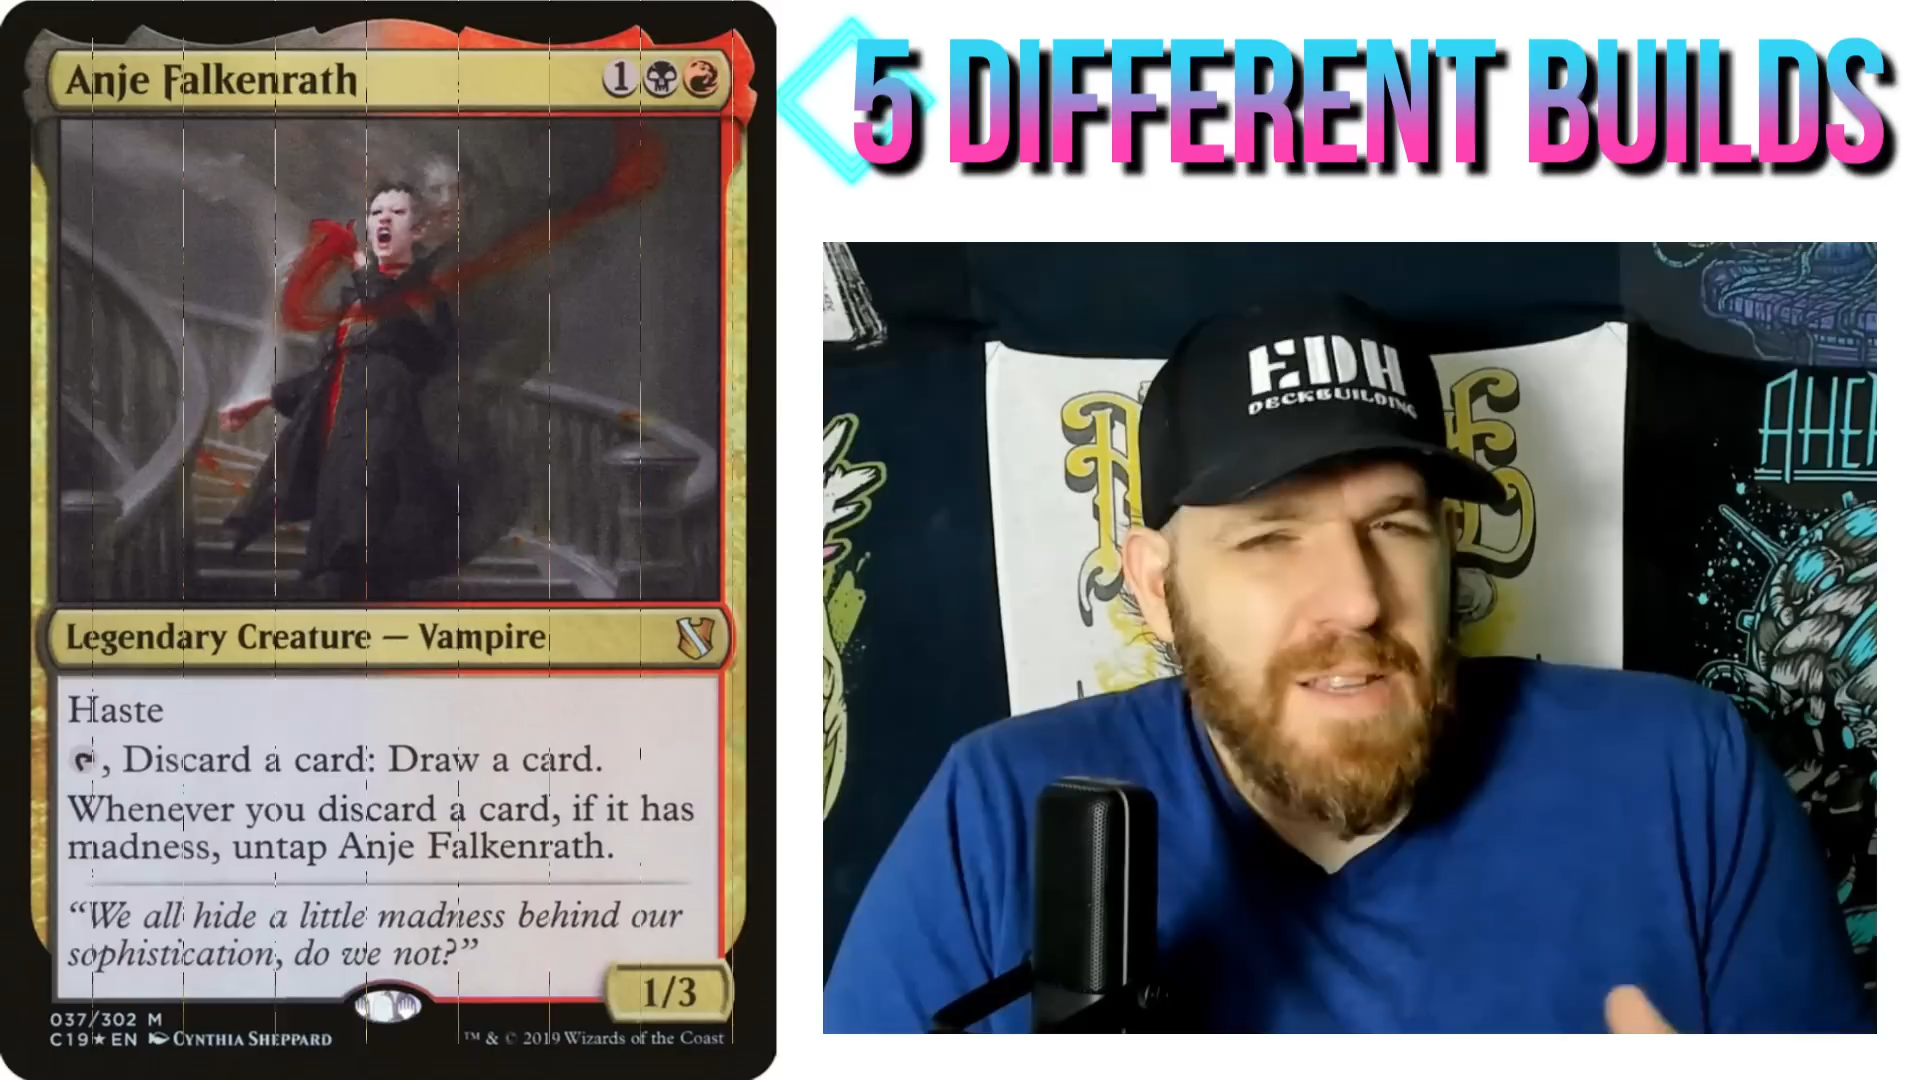 Anje Falkenrath 1
5 DIFFERENT BUILDS
EDH
DECKBUILDING
AHE
Legendary Creature — Vampire
Haste
, Discard a card: Draw a card.
Whenever you discard a card, if it has
madness, untap Anje Falkenrath.
“We all hide a little madness behind our
sophistication, do we not?”
1/3
037/302 M
C19★EN CYNTHIA SHEPPARD
™ & © 2019 Wizards of the Coast